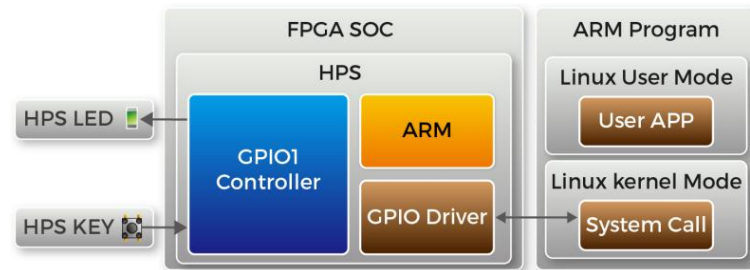 FPGA SOC
HPS
HPS LED
HPS KEY
GPIO1
Controller
ARM
GPIO Driver
ARM Program
Linux User Mode
User APP
Linux kernel Mode
System Call